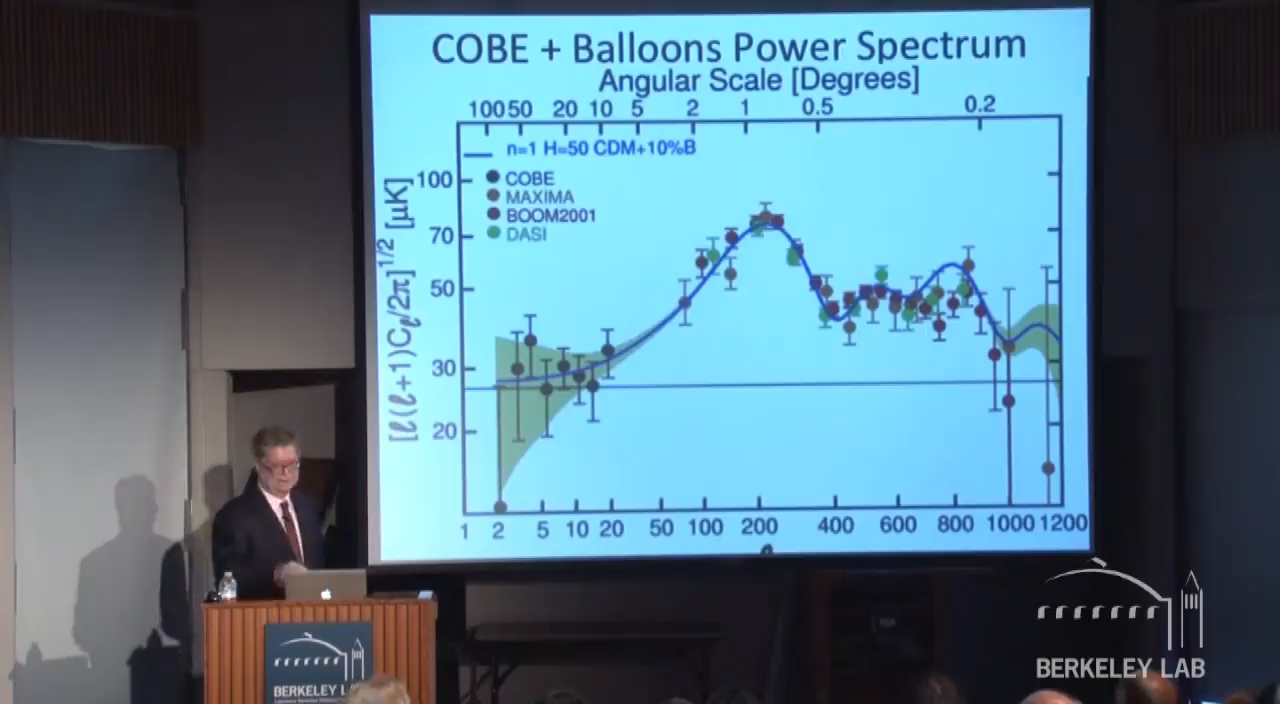 COBE + Balloons Power Spectrum
Angular Scale [Degrees]
100 50 20 10 5 2 1 0.5 0.2
n=1 H=50 CDM+10%B
COBE
MAXIMA
BOOM2001
DASI
[ℓ(ℓ+1)Cℓ/2π]^1/2 [μK]
100
70
50
30
20
1 2 5 10 20 50 100 200 400 600 800 1000 1200
BERKELEY LAB
BERKELEY LA